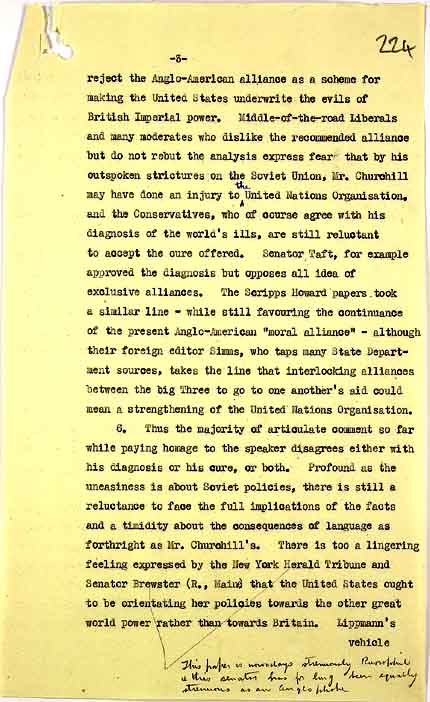 224
-3-
reject the Anglo-American alliance as a scheme for
making the United States underwrite the evils of
British Imperial power. Middle-of-the-road Liberals
and many moderates who dislike the recommended alliance
but do not rebut the analysis express fear that by his
outspoken strictures on the Soviet Union, Mr. Churchill
may have done an injury to the United Nations Organisation,
and the Conservatives, who of course agree with his
diagnosis of the world's ills, are still reluctant
to accept the cure offered. Senator Taft, for example
approved the diagnosis but opposes all idea of
exclusive alliances. The Scripps Howard papers took
a similar line - while still favouring the continuance
of the present Anglo-American "moral alliance" - although
their foreign editor Simms, who taps many State Depart-
ment sources, takes the line that interlocking alliances
between the big Three to go to one another's aid could
mean a strengthening of the United Nations Organisation.
6. Thus the majority of articulate comment so far
while paying homage to the speaker disagrees either with
his diagnosis or his cure, or both. Profound as the
uneasiness is about Soviet policies, there is still a
reluctance to face the full implications of the facts
and a timidity about the consequences of language as
forthright as Mr. Churchill's. There is too a lingering
feeling expressed by the New York Herald Tribune and
Senator Brewster (R., Maine) that the United States ought
to be orientating her policies towards the other great
world power rather than towards Britain. Lippmann's
vehicle
This paper is nowadays strenuously Russophil
& this senator has for long been equally
strenuous as an anglophobe